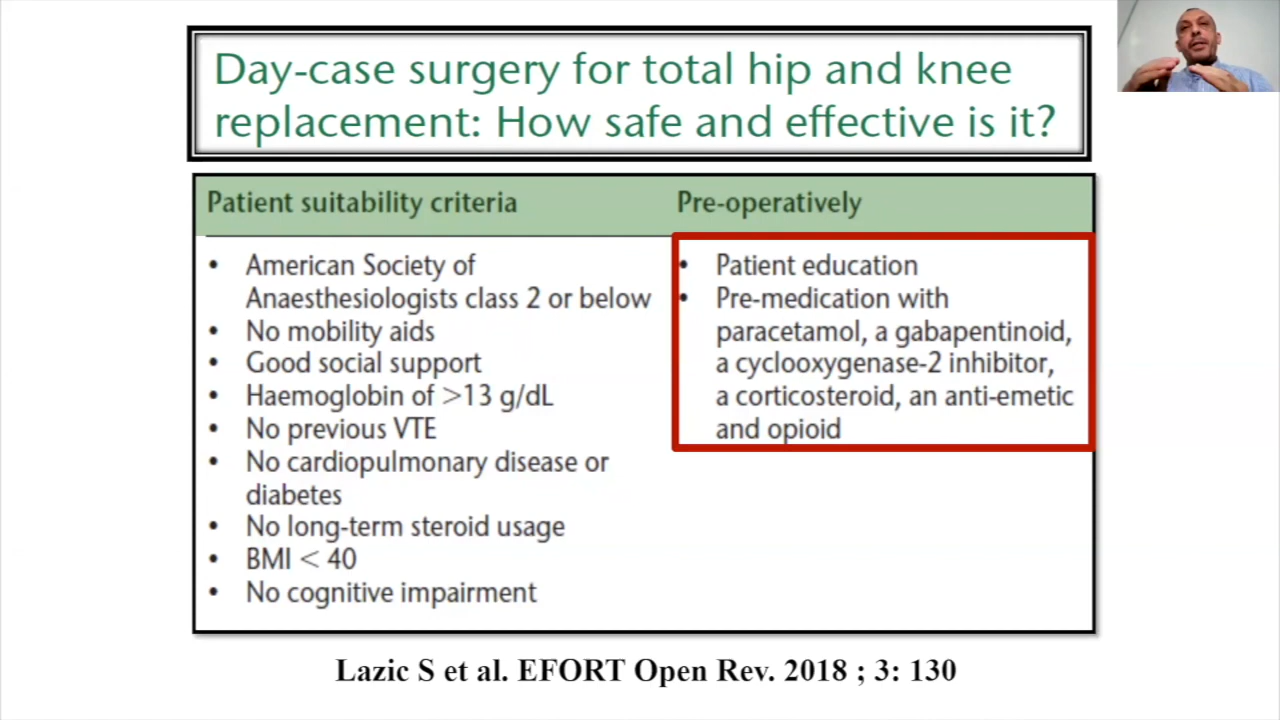 Day-case surgery for total hip and knee
replacement: How safe and effective is it?
Patient suitability criteria
• American Society of
Anaesthesiologists class 2 or below
• No mobility aids
• Good social support
• Haemoglobin of >13 g/dL
• No previous VTE
• No cardiopulmonary disease or
diabetes
• No long-term steroid usage
• BMI < 40
• No cognitive impairment
Pre-operatively
• Patient education
• Pre-medication with
paracetamol, a gabapentinoid,
a cyclooxygenase-2 inhibitor,
a corticosteroid, an anti-emetic
and opioid
Lazic S et al. EFORT Open Rev. 2018 ; 3: 130